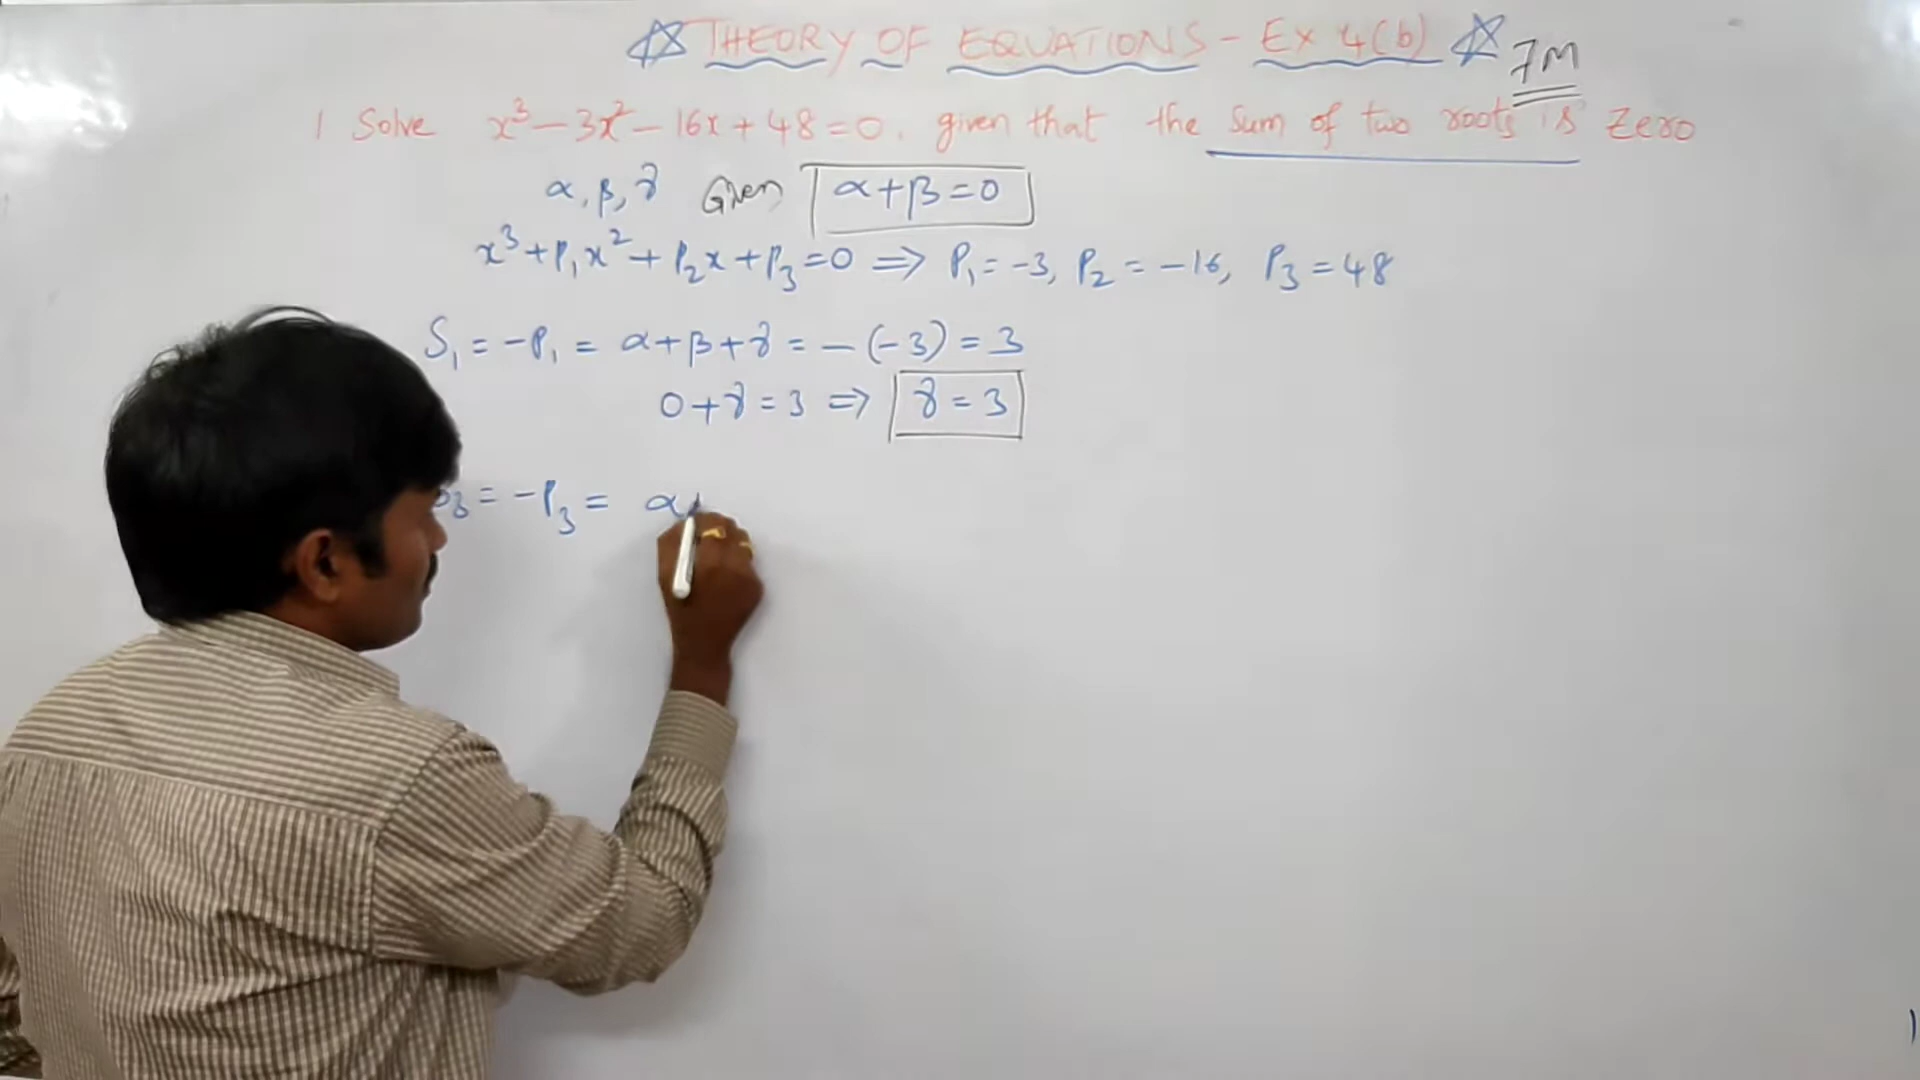 ☆ THEORY OF EQUATIONS - EX 4(b) ☆ 7M
1 Solve x³ - 3x² - 16x + 48 = 0, given that the sum of two roots is zero
α, β, γ Given α + β = 0
x³ + P₁x² + P₂x + P₃ = 0 ⇒ P₁ = -3, P₂ = -16, P₃ = 48
S₁ = -P₁ = α + β + γ = -(-3) = 3
0 + γ = 3 ⇒ γ = 3
= -P₃ = α